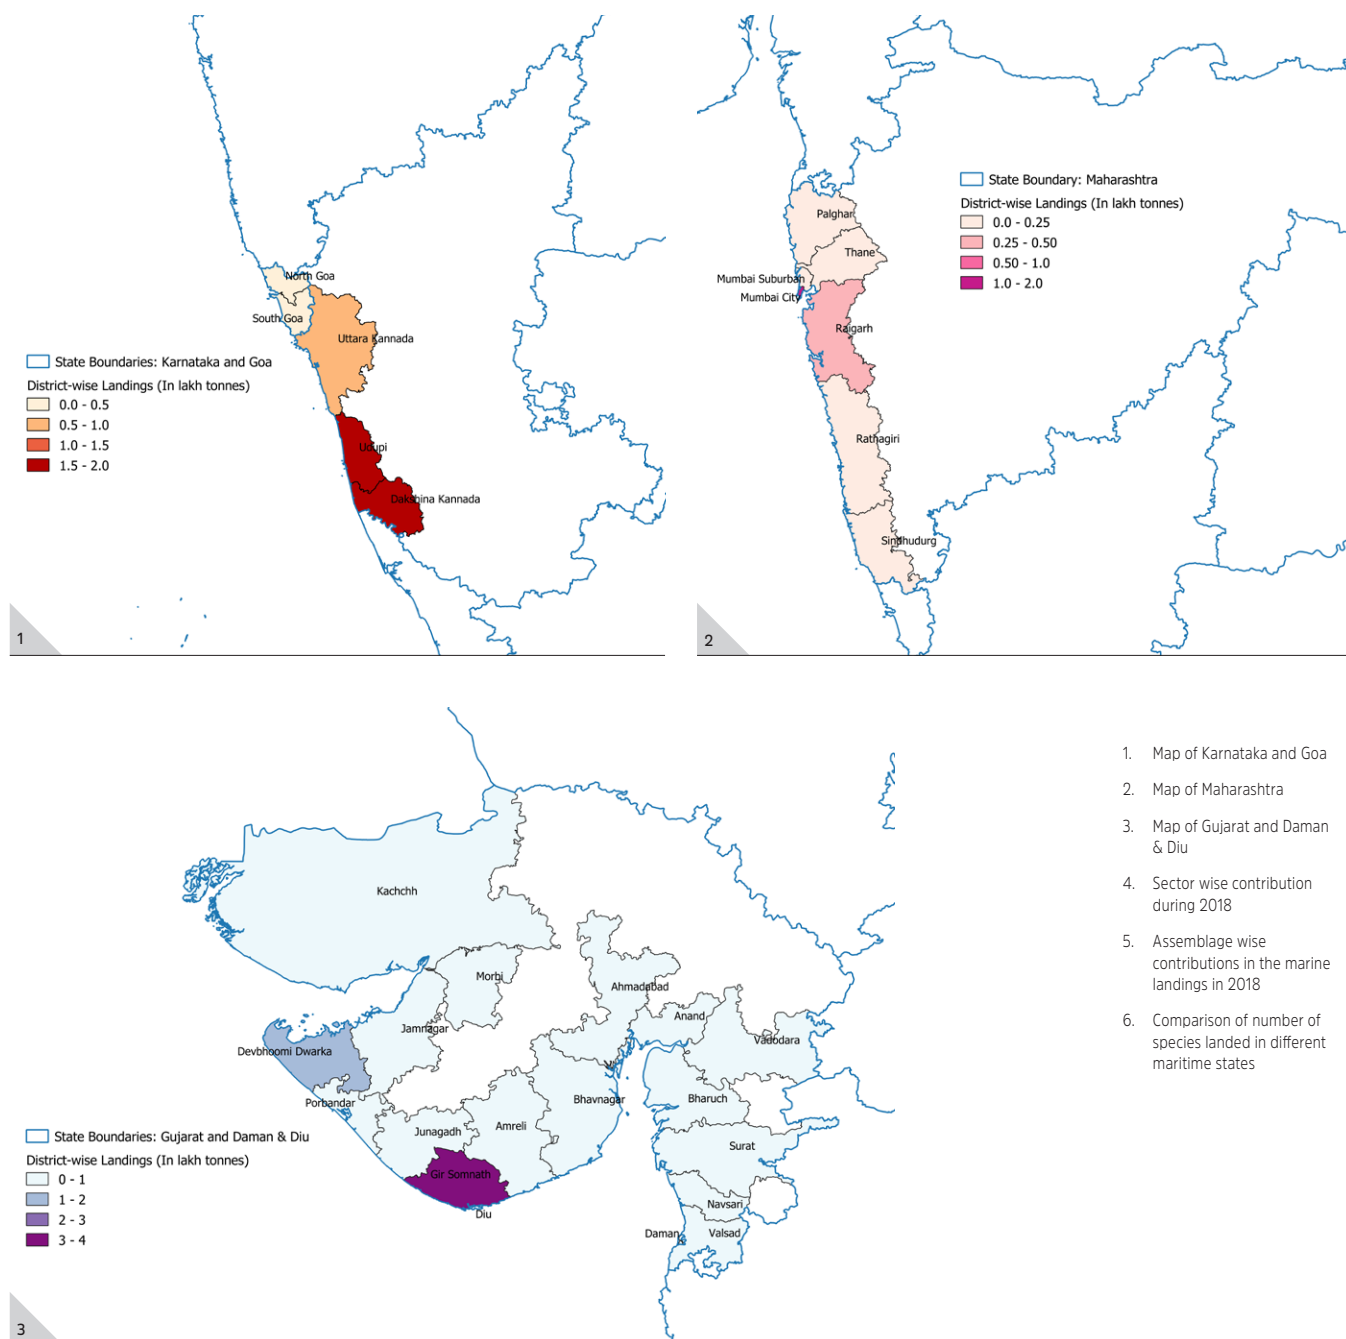 North Goa
South Goa
Uttara Kannada
State Boundaries: Karnataka and Goa
District-wise Landings (In lakh tonnes)
0.0 - 0.5
0.5 - 1.0
1.0 - 1.5
1.5 - 2.0
Udupi
Dakshina Kannada
1
State Boundary: Maharashtra
District-wise Landings (In lakh tonnes)
0.0 - 0.25
0.25 - 0.50
0.50 - 1.0
1.0 - 2.0
Palghar
Thane
Mumbai Suburban
Mumbai City
Raigarh
Rathagiri
Sindhudurg
2
Kachchh
Morbi
Ahmadabad
Anand
Vadodara
Jamnagar
Devbhoomi Dwarka
Porbandar
Bhavnagar
Bharuch
Junagadh
Amreli
Surat
Gir Somnath
Navsari
Diu
Daman
Valsad
State Boundaries: Gujarat and Daman & Diu
District-wise Landings (In lakh tonnes)
0 - 1
1 - 2
2 - 3
3 - 4
3
1. Map of Karnataka and Goa
2. Map of Maharashtra
3. Map of Gujarat and Daman
& Diu
4. Sector wise contribution
during 2018
5. Assemblage wise
contributions in the marine
landings in 2018
6. Comparison of number of
species landed in different
maritime states